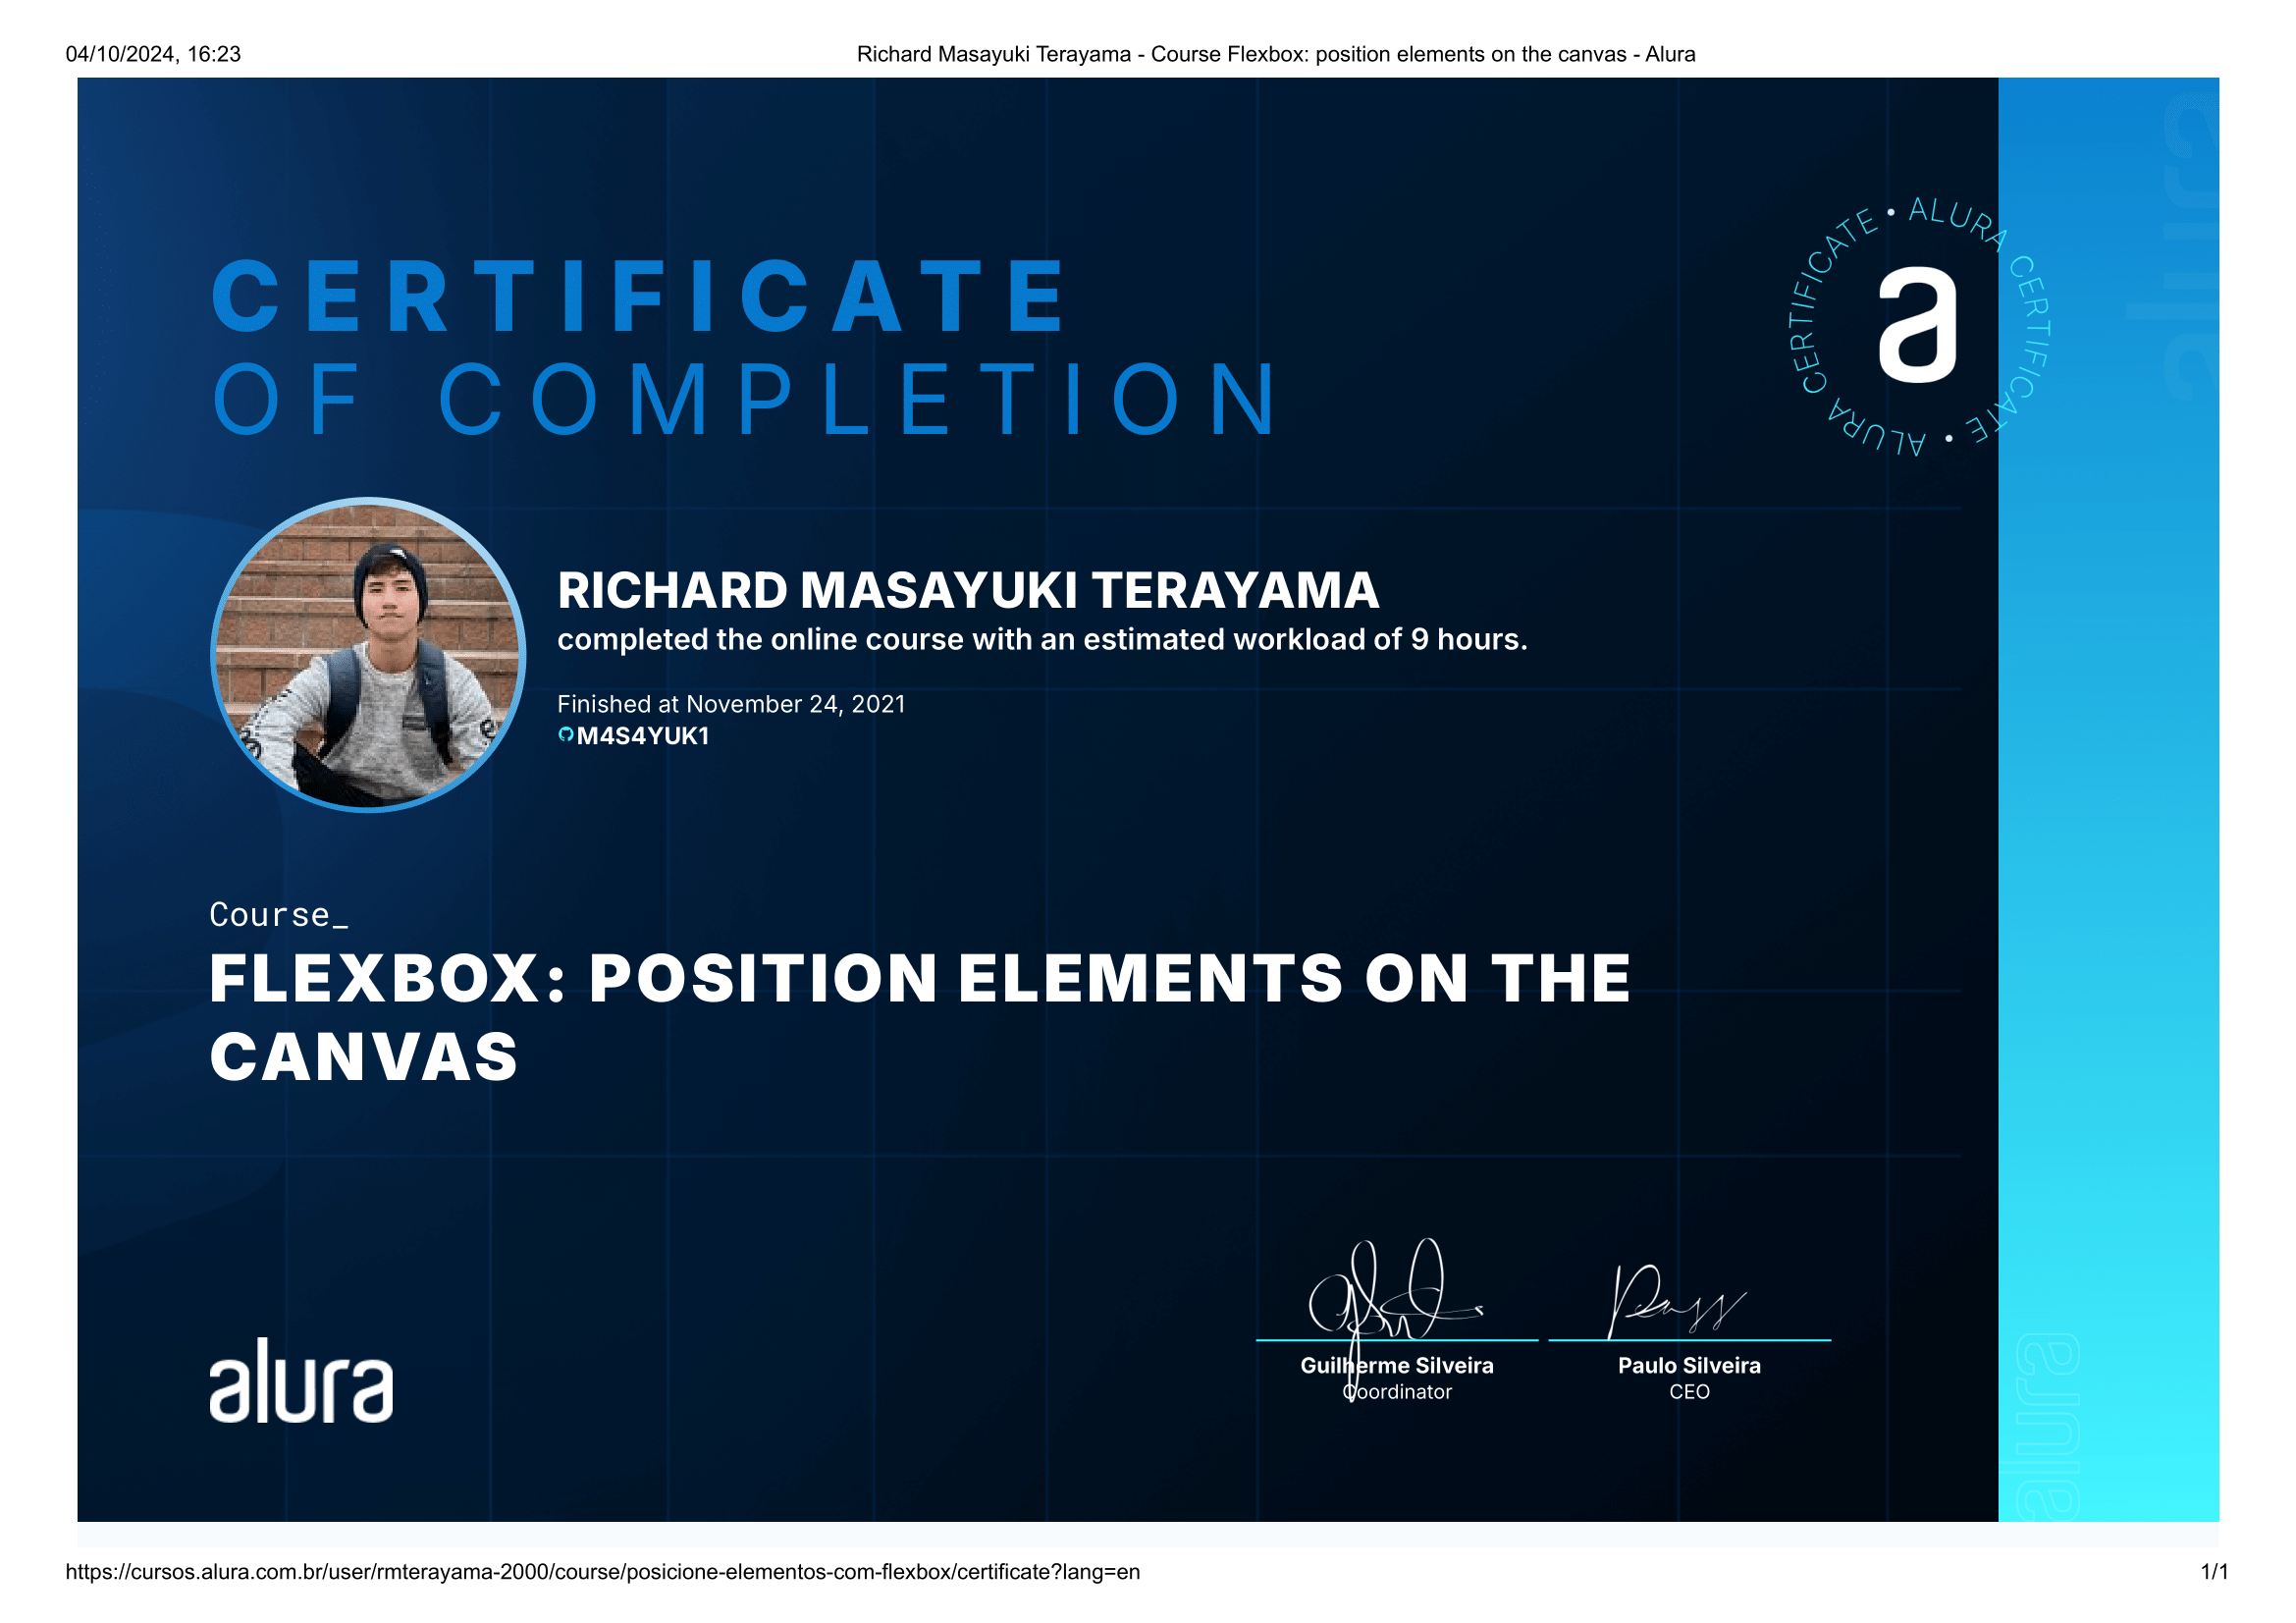 04/10/2024, 16:23
Richard Masayuki Terayama - Course Flexbox: position elements on the canvas - Alura
alura
ALURA CERTIFICATE • ALURA CERTIFICATE •
a
CERTIFICATE
OF COMPLETION
RICHARD MASAYUKI TERAYAMA
completed the online course with an estimated workload of 9 hours.
Finished at November 24, 2021
M4S4YUK1
Course_
FLEXBOX: POSITION ELEMENTS ON THE
CANVAS
Guilherme Silveira
Coordinator
Paulo Silveira
CEO
alura
alura
https://cursos.alura.com.br/user/rmterayama-2000/course/posicione-elementos-com-flexbox/certificate?lang=en
1/1